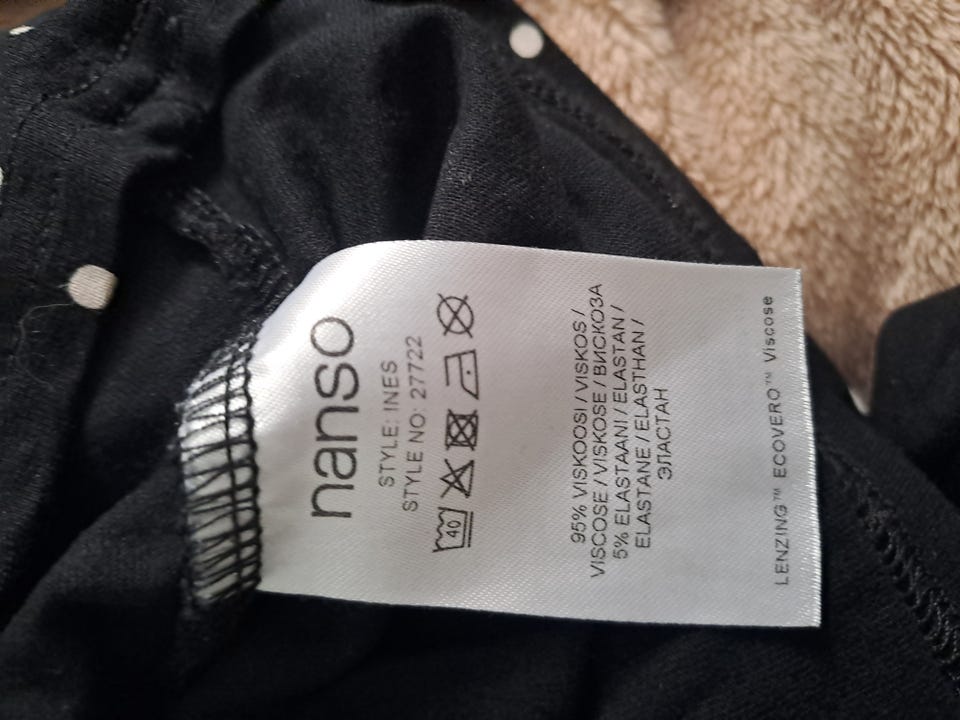 nanso
STYLE: INES
STYLE NO: 27722
40
95% VISKOOSI / VISKOS /
VISCOSE / VISKOSE / ВИСКОЗА
5% ELASTAANI / ELASTAN /
ELASTANE / ELASTHAN /
ЭЛАСТАН
LENZING™ ECOVERO™ Viscose